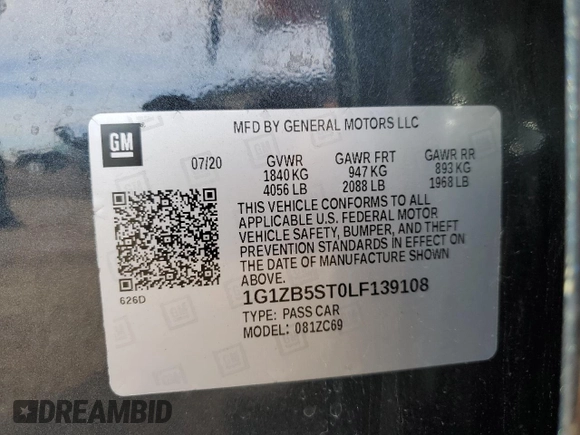 GM
MFD BY GENERAL MOTORS LLC
07/20 GVWR GAWR FRT GAWR RR
1840 KG 947 KG 893 KG
4056 LB 2088 LB 1968 LB
THIS VEHICLE CONFORMS TO ALL
APPLICABLE U.S. FEDERAL MOTOR
VEHICLE SAFETY, BUMPER, AND THEFT
PREVENTION STANDARDS IN EFFECT ON
THE DATE OF MANUFACTURE SHOWN
ABOVE.
626D
1G1ZB5ST0LF139108
TYPE: PASS CAR
MODEL: 081ZC69
DREAMBID